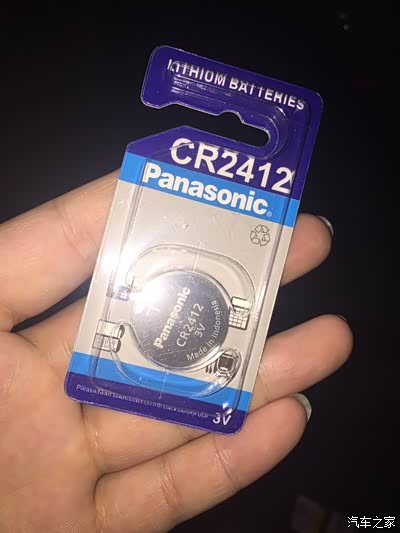 LITHIUM BATTERIES
CR2412
Panasonic
Panasonic
CR2412
3V
Made in Indonesia
3V
汽车之家